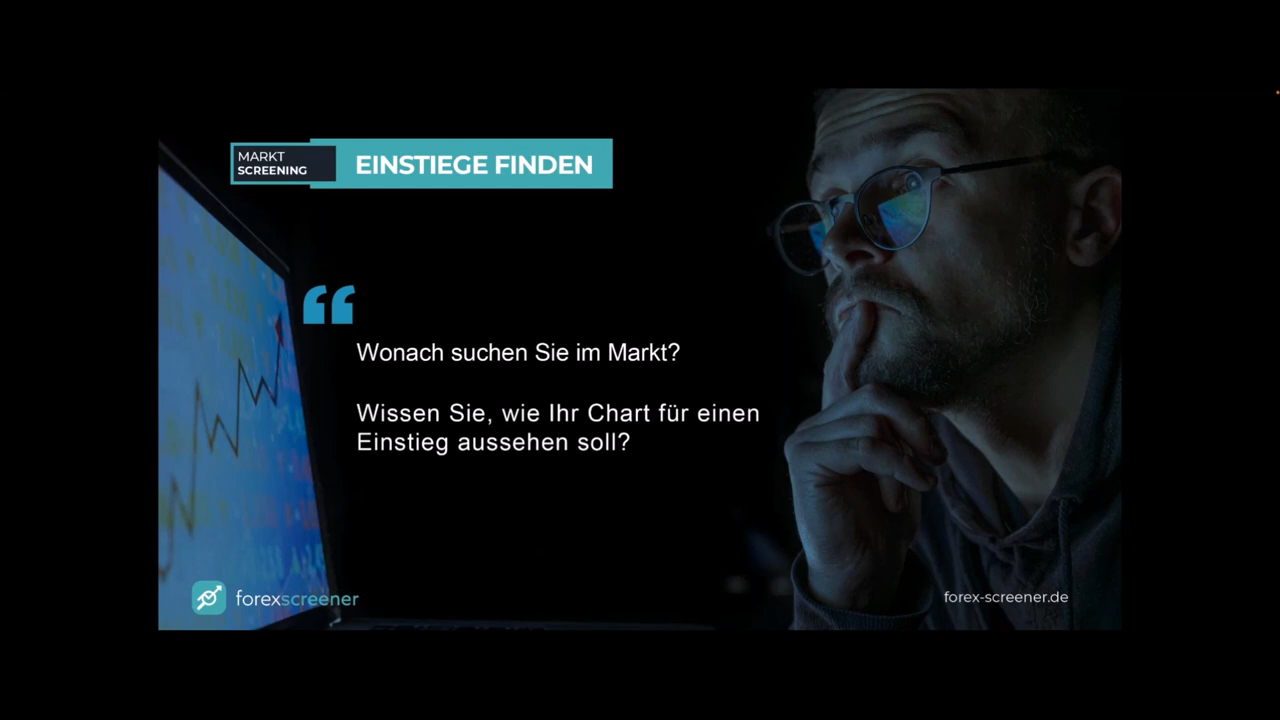 MARKT
SCREENING
EINSTIEGE FINDEN
Wonach suchen Sie im Markt?
Wissen Sie, wie Ihr Chart für einen
Einstieg aussehen soll?
forexscreener
forex-screener.de